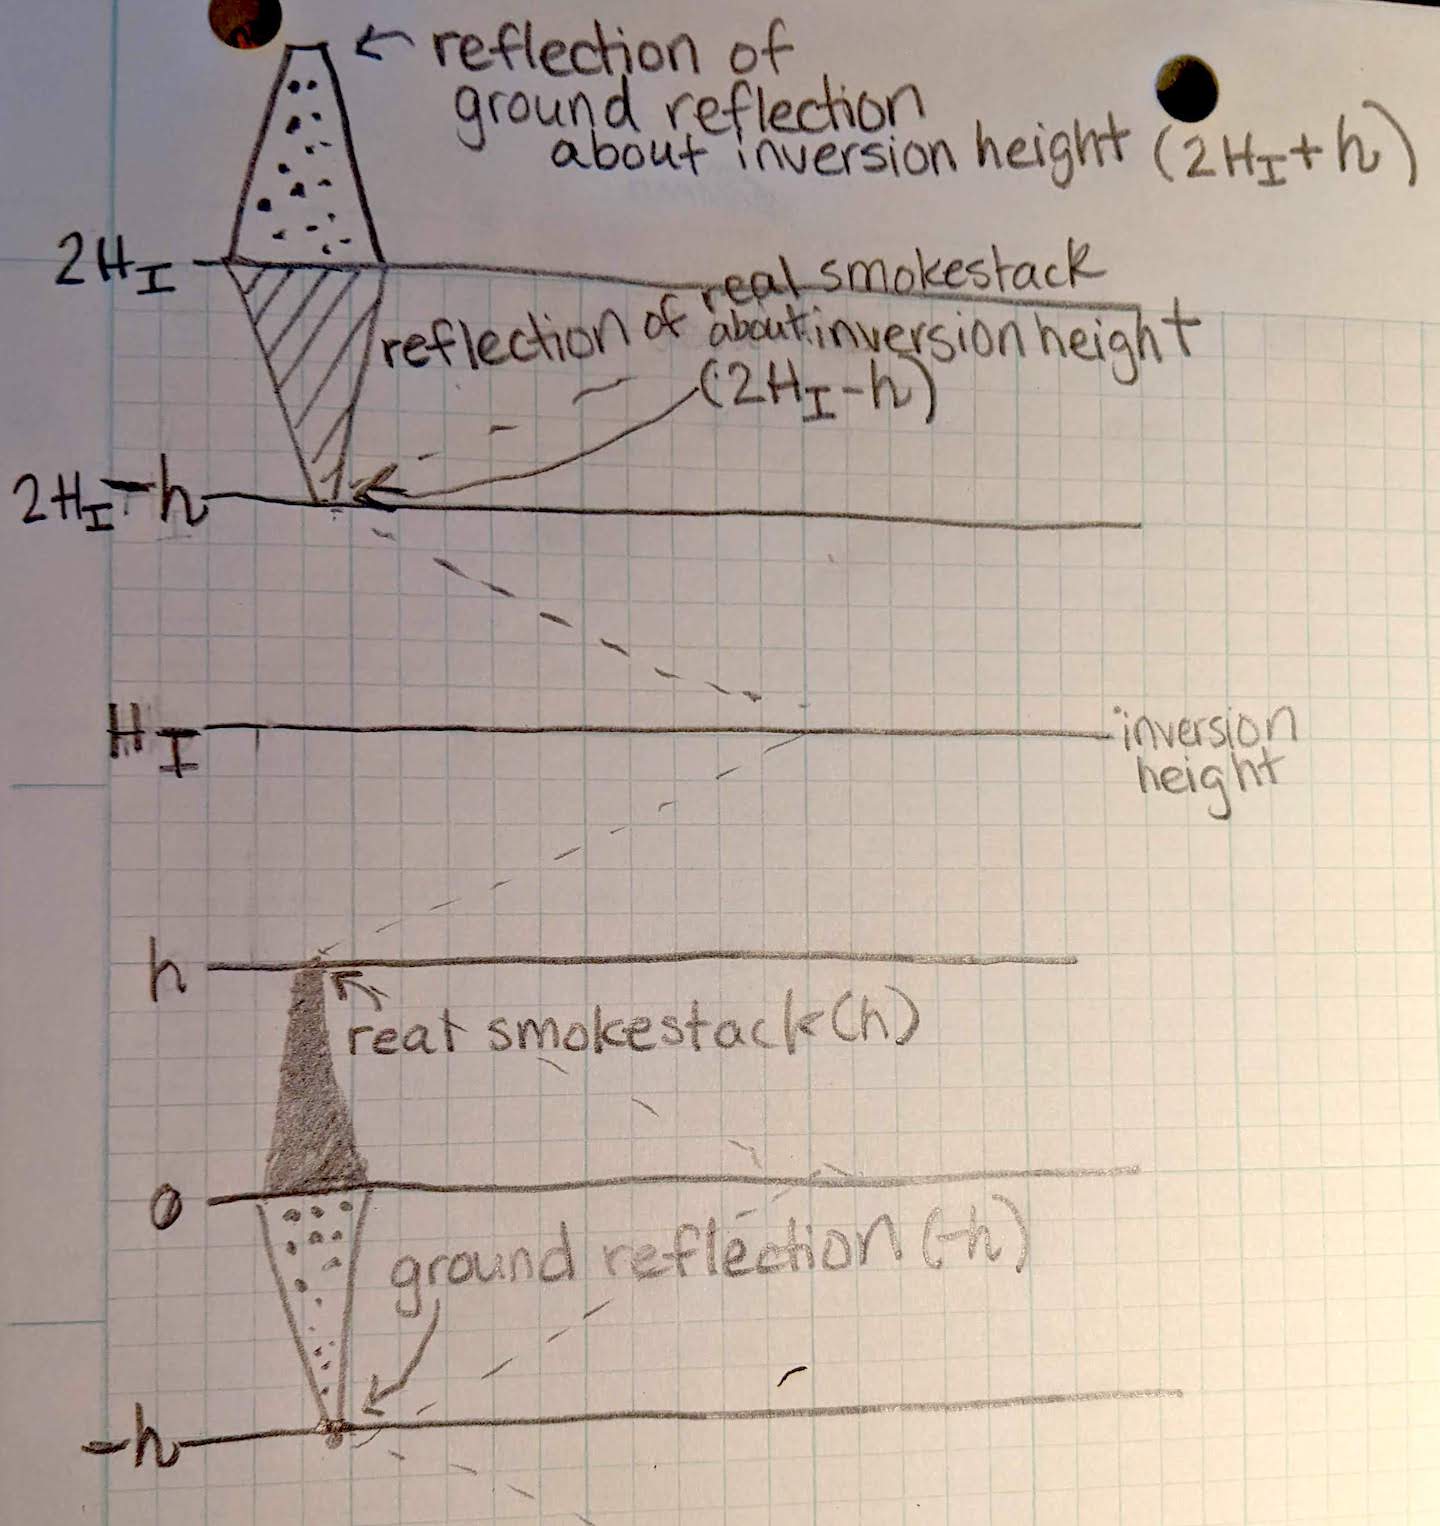 ← reflection of
ground reflection
about inversion height (2H_I + h)
2H_I
reflection of real smokestack
about inversion height
(2H_I - h)
2H_I - h
H_I
inversion
height
h
real smokestack (h)
0
ground reflection (-h)
-h